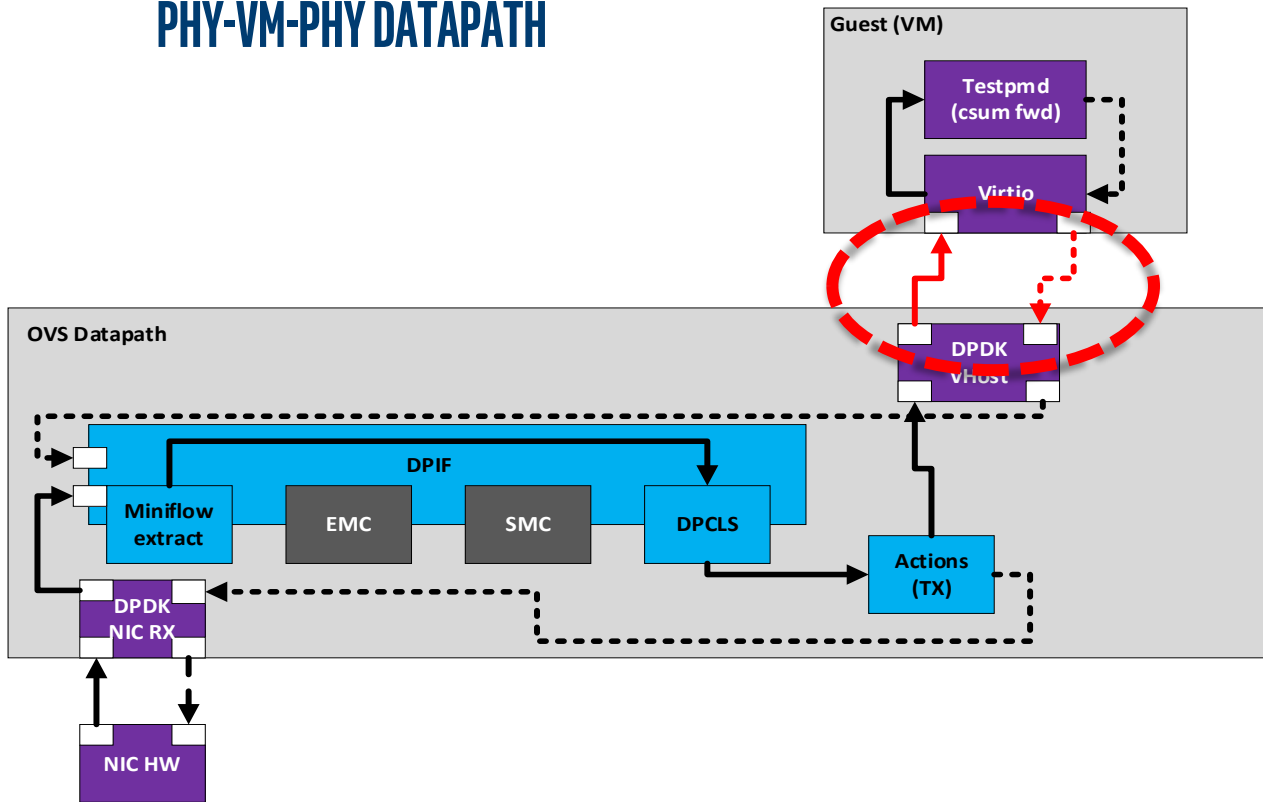 PHY-VM-PHY DATAPATH
Guest (VM)
Testpmd
(csum fwd)
Virtio
OVS Datapath
DPDK
vHost
DPIF
Miniflow
extract
EMC
SMC
DPCLS
Actions
(TX)
DPDK
NIC RX
NIC HW